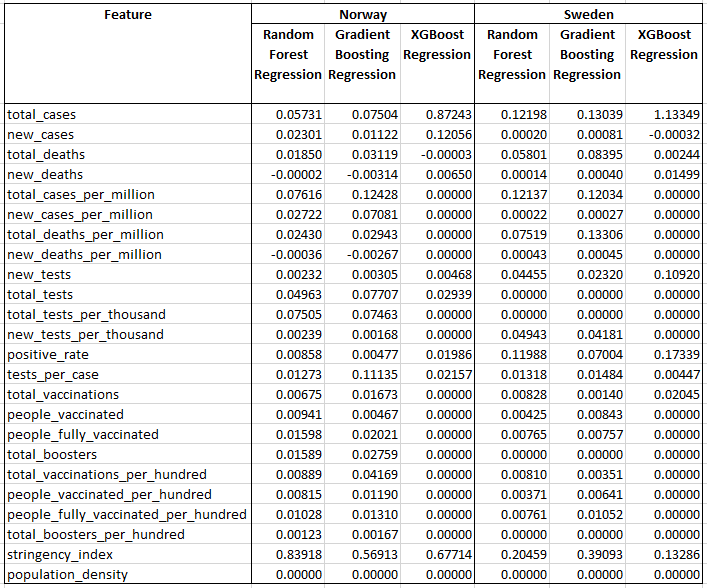 Feature Norway Sweden
Random Gradient XGBoost Random Gradient XGBoost
Forest Boosting Regression Forest Boosting Regression
Regression Regression Regression Regression
total_cases 0.05731 0.07504 0.87243 0.12198 0.13039 1.13349
new_cases 0.02301 0.01122 0.12056 0.00020 0.00081 -0.00032
total_deaths 0.01850 0.03119 -0.00003 0.05801 0.08395 0.00244
new_deaths -0.00002 -0.00314 0.00650 0.00014 0.00040 0.01499
total_cases_per_million 0.07616 0.12428 0.00000 0.12137 0.12034 0.00000
new_cases_per_million 0.02722 0.07081 0.00000 0.00022 0.00027 0.00000
total_deaths_per_million 0.02430 0.02943 0.00000 0.07519 0.13306 0.00000
new_deaths_per_million -0.00036 -0.00267 0.00000 0.00043 0.00045 0.00000
new_tests 0.00232 0.00305 0.00468 0.04455 0.02320 0.10920
total_tests 0.04963 0.07707 0.02939 0.00000 0.00000 0.00000
total_tests_per_thousand 0.07505 0.07463 0.00000 0.00000 0.00000 0.00000
new_tests_per_thousand 0.00239 0.00168 0.00000 0.04943 0.04181 0.00000
positive_rate 0.00858 0.00477 0.01986 0.11988 0.07004 0.17339
tests_per_case 0.01273 0.11135 0.02157 0.01318 0.01484 0.00447
total_vaccinations 0.00675 0.01673 0.00000 0.00828 0.00140 0.02045
people_vaccinated 0.00941 0.00467 0.00000 0.00425 0.00843 0.00000
people_fully_vaccinated 0.01598 0.02021 0.00000 0.00765 0.00757 0.00000
total_boosters 0.01589 0.02759 0.00000 0.00000 0.00000 0.00000
total_vaccinations_per_hundred 0.00889 0.04169 0.00000 0.00810 0.00351 0.00000
people_vaccinated_per_hundred 0.00815 0.01190 0.00000 0.00371 0.00641 0.00000
people_fully_vaccinated_per_hundred 0.01028 0.01310 0.00000 0.00761 0.01052 0.00000
total_boosters_per_hundred 0.00123 0.00167 0.00000 0.00000 0.00000 0.00000
stringency_index 0.83918 0.56913 0.67714 0.20459 0.39093 0.13286
population_density 0.00000 0.00000 0.00000 0.00000 0.00000 0.00000